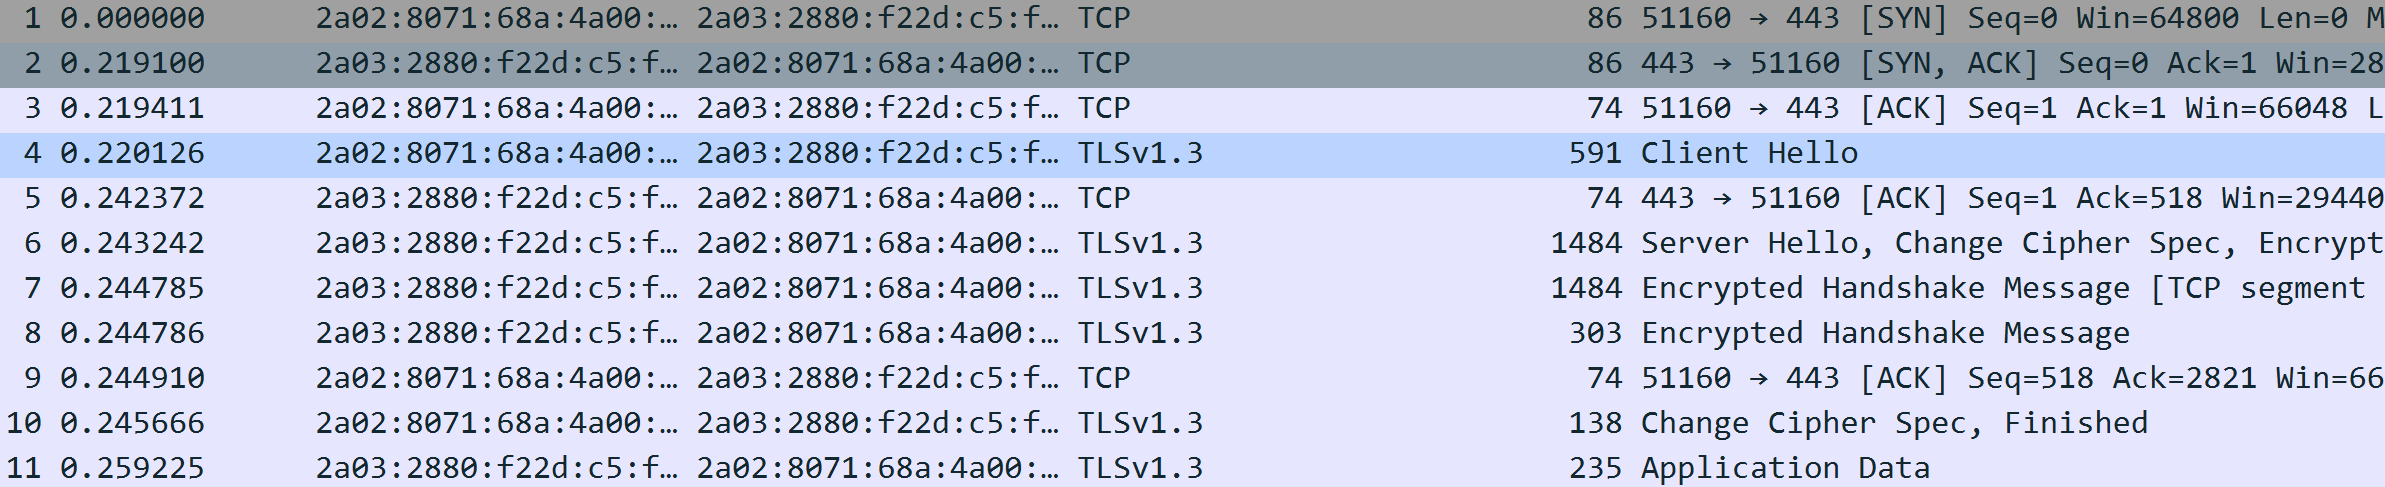 1 0.000000 2a02:8071:68a:4a00:… 2a03:2880:f22d:c5:f… TCP 86 51160 → 443 [SYN] Seq=0 Win=64800 Len=0 M
2 0.219100 2a03:2880:f22d:c5:f… 2a02:8071:68a:4a00:… TCP 86 443 → 51160 [SYN, ACK] Seq=0 Ack=1 Win=28
3 0.219411 2a02:8071:68a:4a00:… 2a03:2880:f22d:c5:f… TCP 74 51160 → 443 [ACK] Seq=1 Ack=1 Win=66048 L
4 0.220126 2a02:8071:68a:4a00:… 2a03:2880:f22d:c5:f… TLSv1.3 591 Client Hello
5 0.242372 2a03:2880:f22d:c5:f… 2a02:8071:68a:4a00:… TCP 74 443 → 51160 [ACK] Seq=1 Ack=518 Win=29440
6 0.243242 2a03:2880:f22d:c5:f… 2a02:8071:68a:4a00:… TLSv1.3 1484 Server Hello, Change Cipher Spec, Encrypt
7 0.244785 2a03:2880:f22d:c5:f… 2a02:8071:68a:4a00:… TLSv1.3 1484 Encrypted Handshake Message [TCP segment
8 0.244786 2a03:2880:f22d:c5:f… 2a02:8071:68a:4a00:… TLSv1.3 303 Encrypted Handshake Message
9 0.244910 2a02:8071:68a:4a00:… 2a03:2880:f22d:c5:f… TCP 74 51160 → 443 [ACK] Seq=518 Ack=2821 Win=66
10 0.245666 2a02:8071:68a:4a00:… 2a03:2880:f22d:c5:f… TLSv1.3 138 Change Cipher Spec, Finished
11 0.259225 2a03:2880:f22d:c5:f… 2a02:8071:68a:4a00:… TLSv1.3 235 Application Data